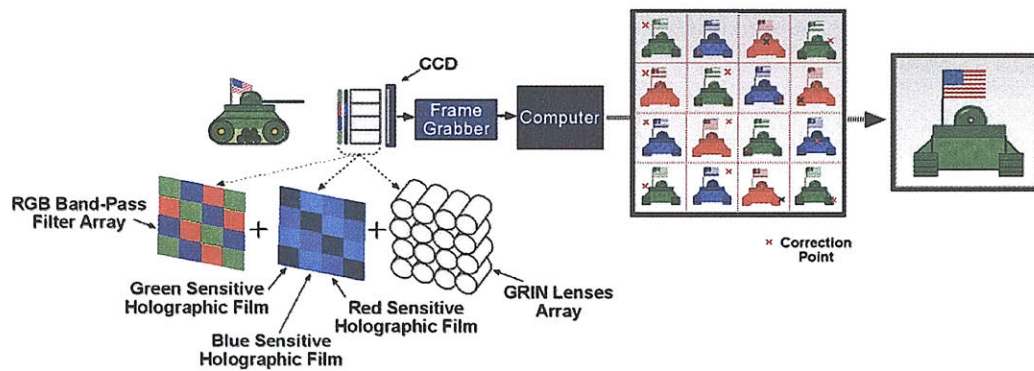 CCD
Frame
Grabber
Computer
RGB Band-Pass
Filter Array
Green Sensitive
Holographic Film
Blue Sensitive
Holographic Film
Red Sensitive
Holographic Film
GRIN Lenses
Array
× Correction
Point